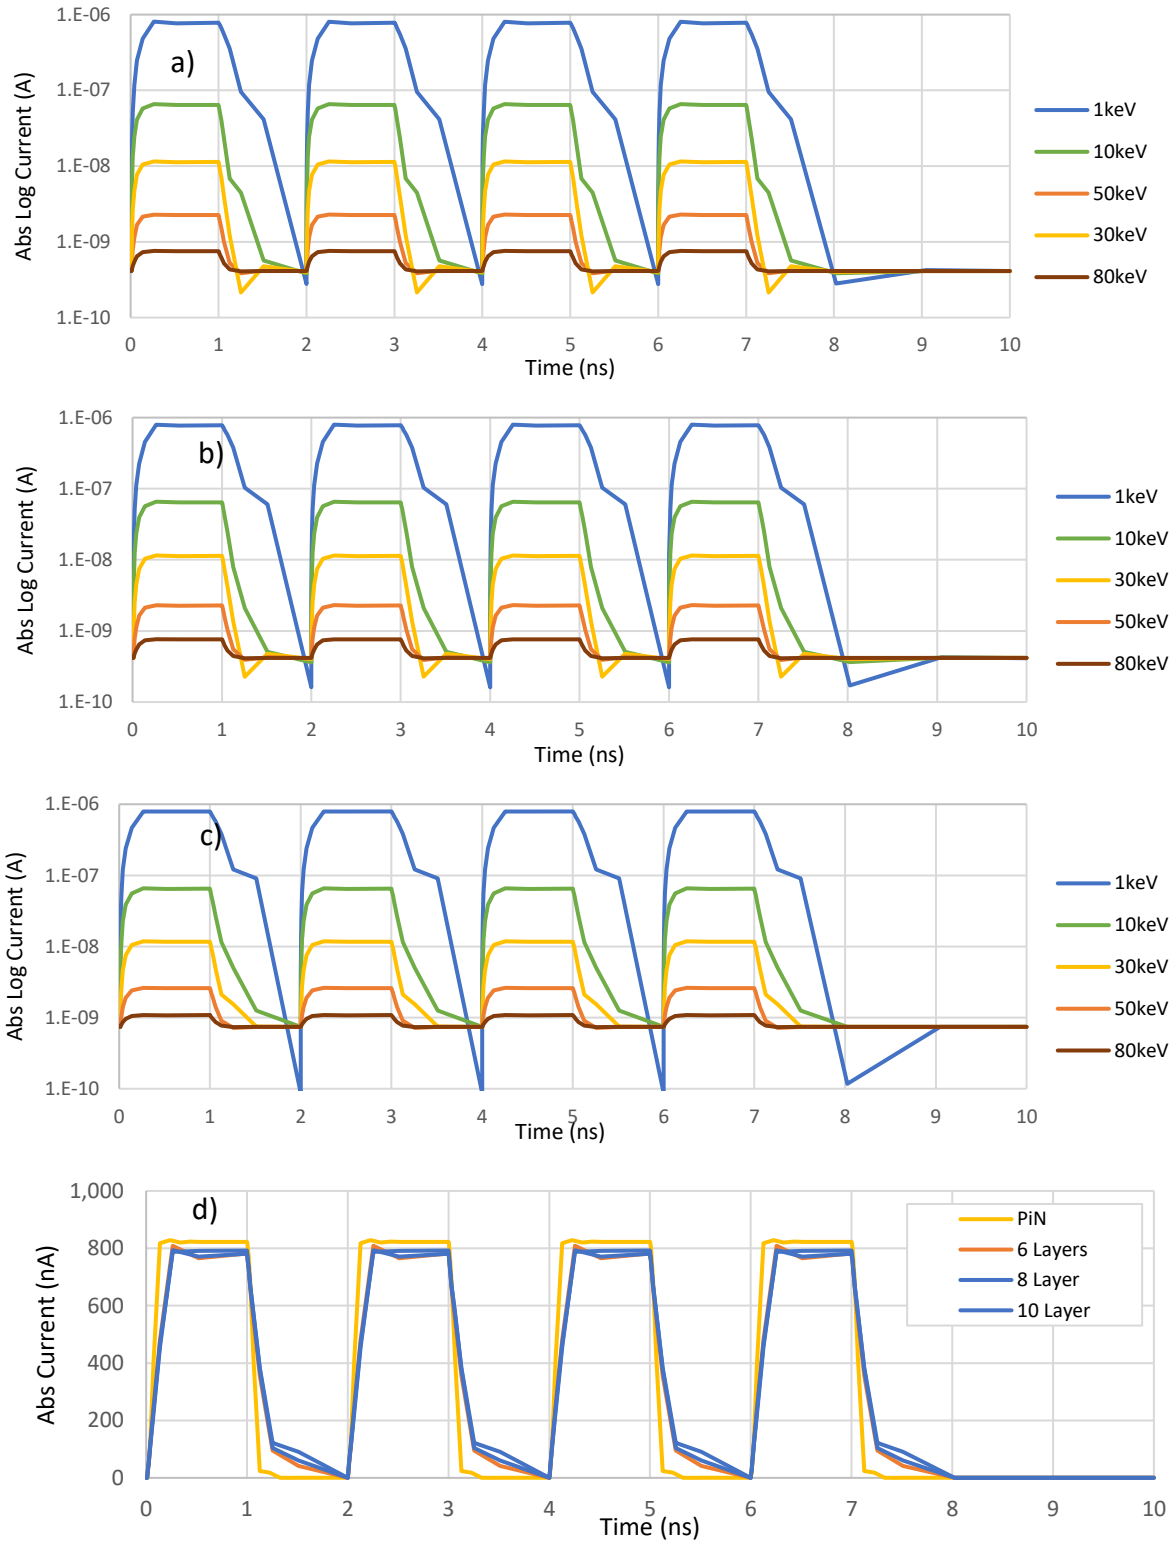 a)
Abs Log Current (A)
1.E-06
1.E-07
1.E-08
1.E-09
1.E-10
0 1 2 3 4 5 6 7 8 9 10
Time (ns)
1keV
10keV
50keV
30keV
80keV
b)
Abs Log Current (A)
1.E-06
1.E-07
1.E-08
1.E-09
1.E-10
0 1 2 3 4 5 6 7 8 9 10
Time (ns)
1keV
10keV
30keV
50keV
80keV
c)
Abs Log Current (A)
1.E-06
1.E-07
1.E-08
1.E-09
1.E-10
0 1 2 3 4 5 6 7 8 9 10
Time (ns)
1keV
10keV
30keV
50keV
80keV
d)
Abs Current (nA)
1,000
800
600
400
200
0
0 1 2 3 4 5 6 7 8 9 10
Time (ns)
PiN
6 Layers
8 Layer
10 Layer